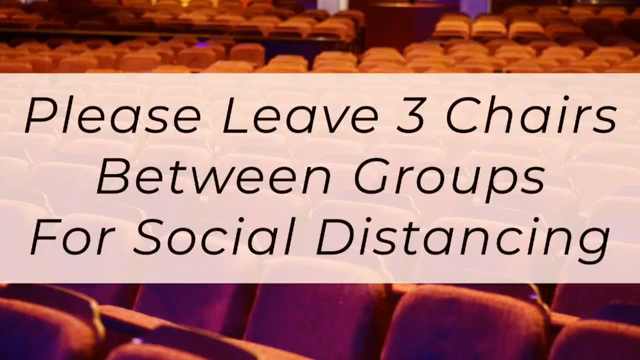 Please Leave 3 Chairs
Between Groups
For Social Distancing